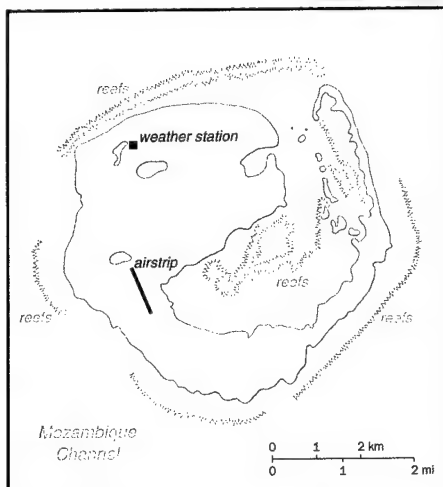 reefs
weather station
airstrip
reefs
reefs
reefs
Mozambique
Channel
0 1 2 km
0 1 2 mi